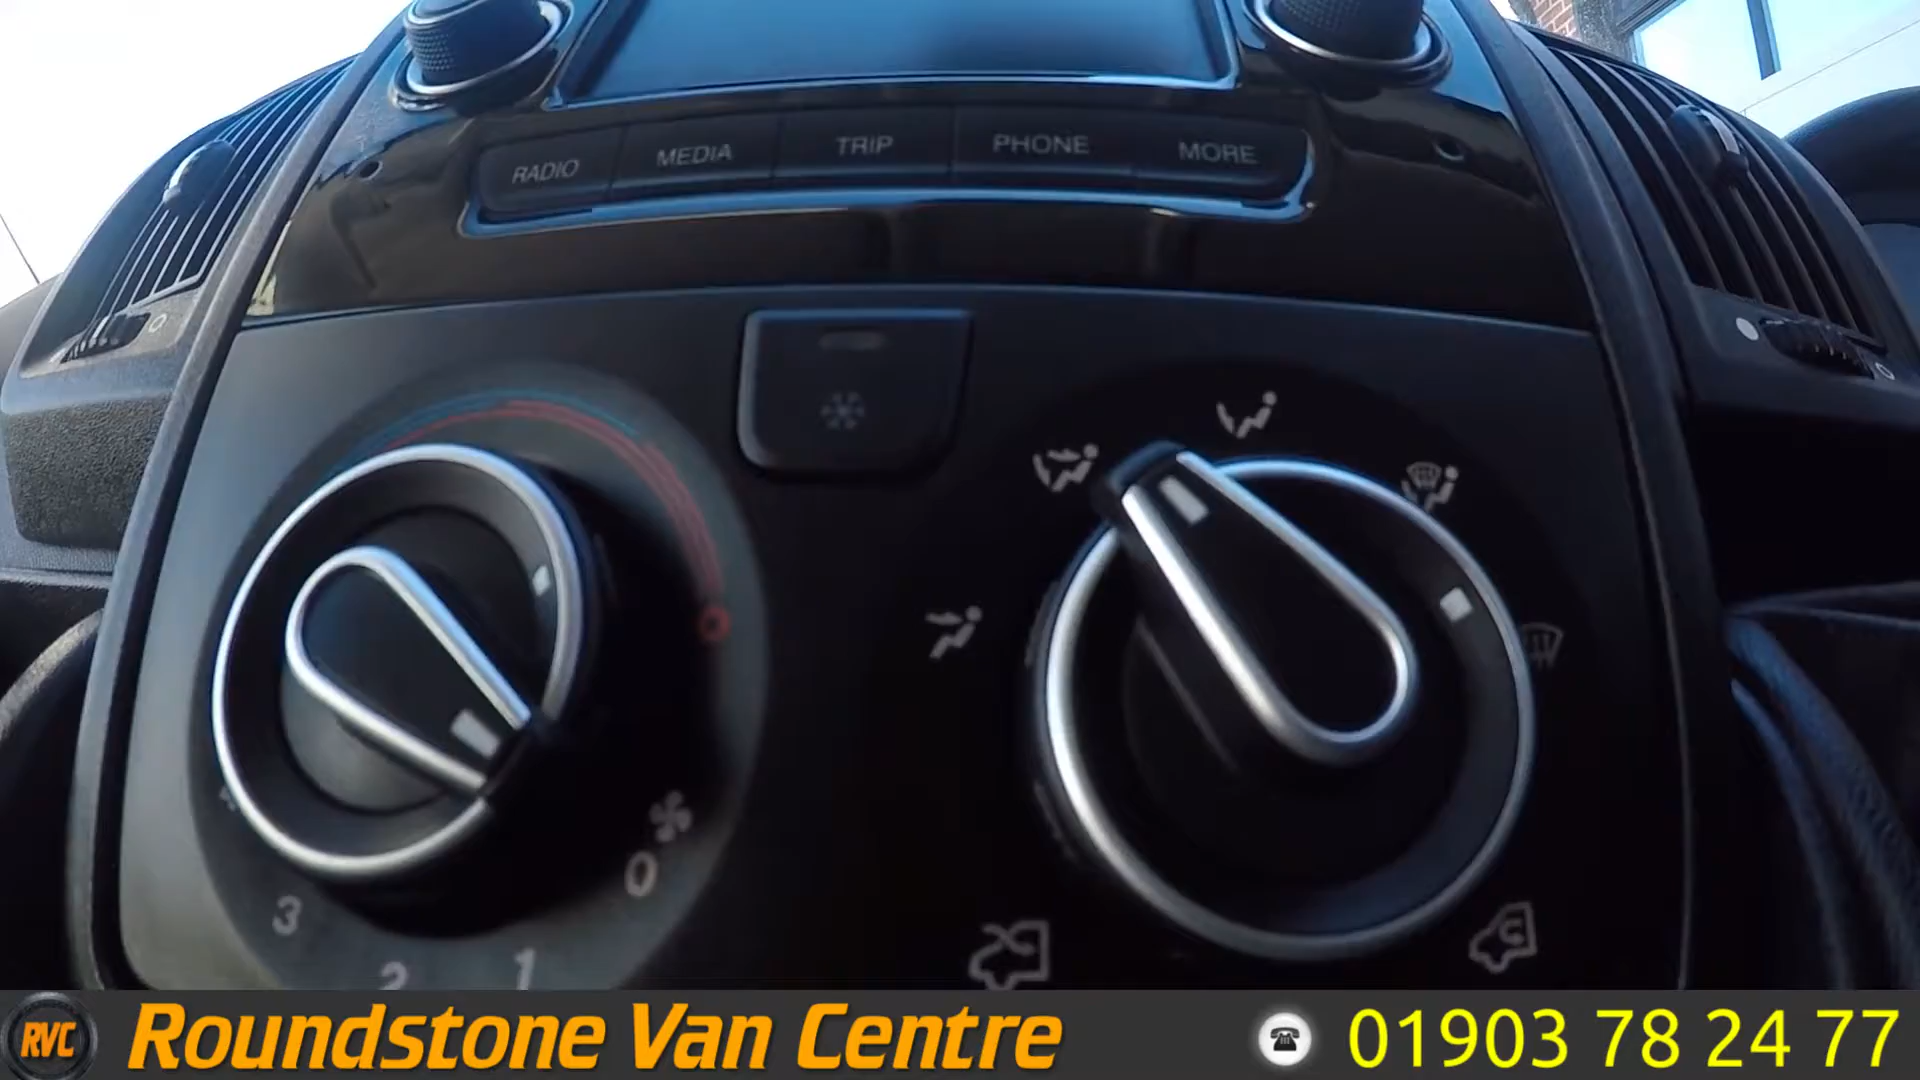 RADIO MEDIA TRIP PHONE MORE
0
3
2 1
RVC Roundstone Van Centre 01903 78 24 77